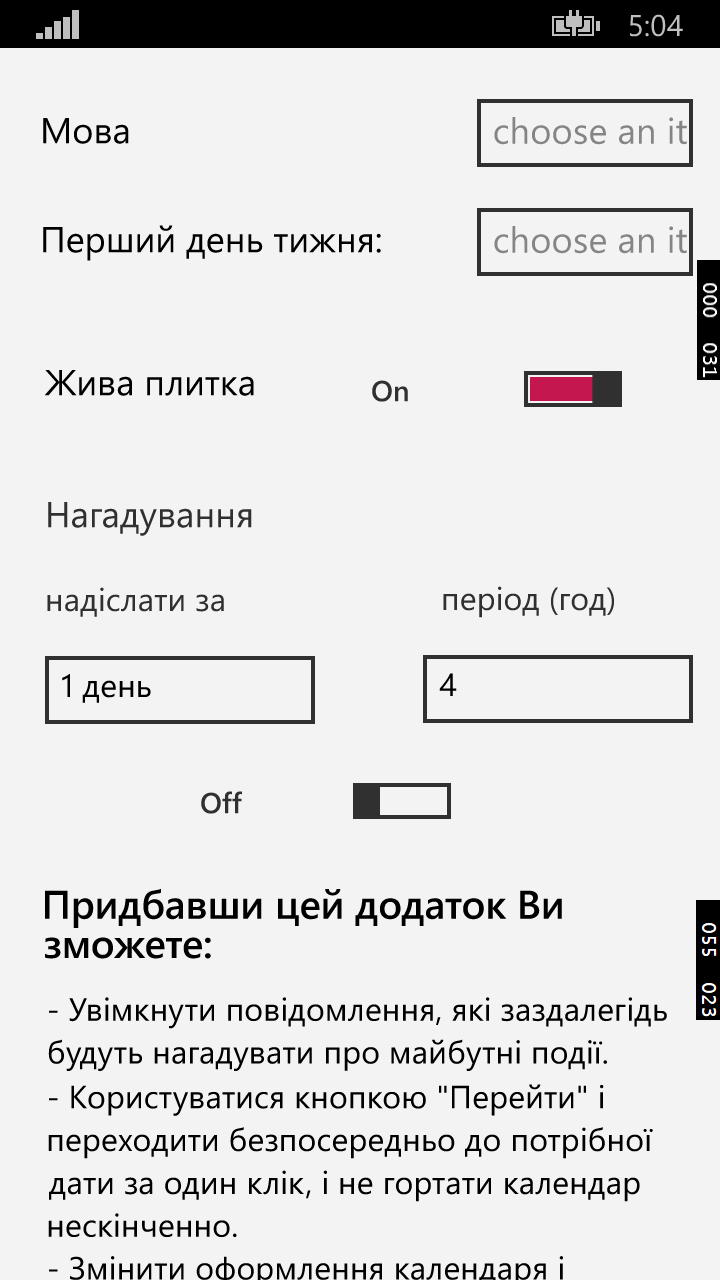 5:04
Мова
choose an it
Перший день тижня:
choose an it
000 031
Жива плитка
On
Нагадування
надіслати за
період (год)
1 день
4
Off
Придбавши цей додаток Ви
зможете:
055 023
- Увімкнути повідомлення, які заздалегідь
будуть нагадувати про майбутні події.
- Користуватися кнопкою "Перейти" і
переходити безпосередньо до потрібної
дати за один клік, і не гортати календар
нескінченно.
- Змінити оформлення календаря і